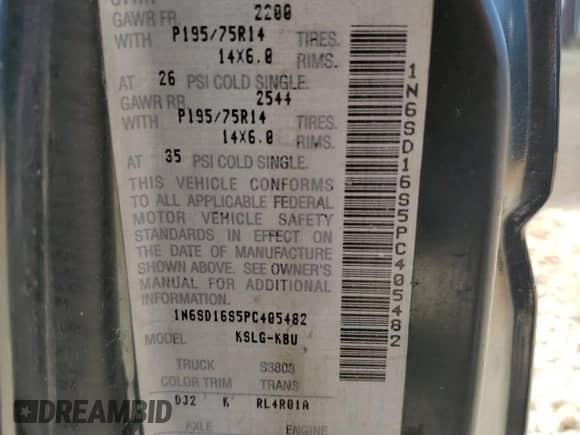 GAWR FR. 2200
WITH P195/75R14 TIRES.
14X6.0 RIMS.
AT 26 PSI COLD SINGLE.
GAWR RR. 2544
WITH P195/75R14 TIRES.
14X6.0 RIMS.
AT 35 PSI COLD SINGLE.
THIS VEHICLE CONFORMS
TO ALL APPLICABLE FEDERAL
MOTOR VEHICLE SAFETY
STANDARDS IN EFFECT ON
THE DATE OF MANUFACTURE
SHOWN ABOVE. SEE OWNER'S
MANUAL FOR ADDITIONAL
INFORMATION.
1N6SD16S5PC405482
MODEL KSLG-KBU
TRUCK S3803
COLOR TRIM TRANS
DJ2 K RL4R01A
AXLE ENGINE
1N6SD16S5PC405482
DREAMBID